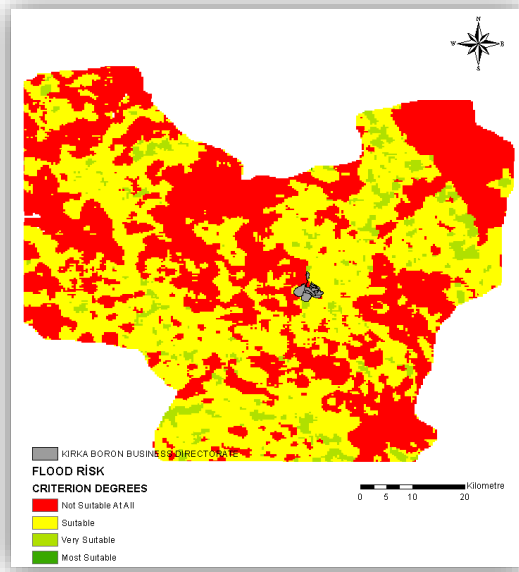 N
W E
S
KIRKA BORON BUSINESS DIRECTORATE
FLOOD RİSK
CRITERION DEGREES
Not Suitable At All
Suitable
Very Suitable
Most Suitable
Kilometre
0 5 10 20